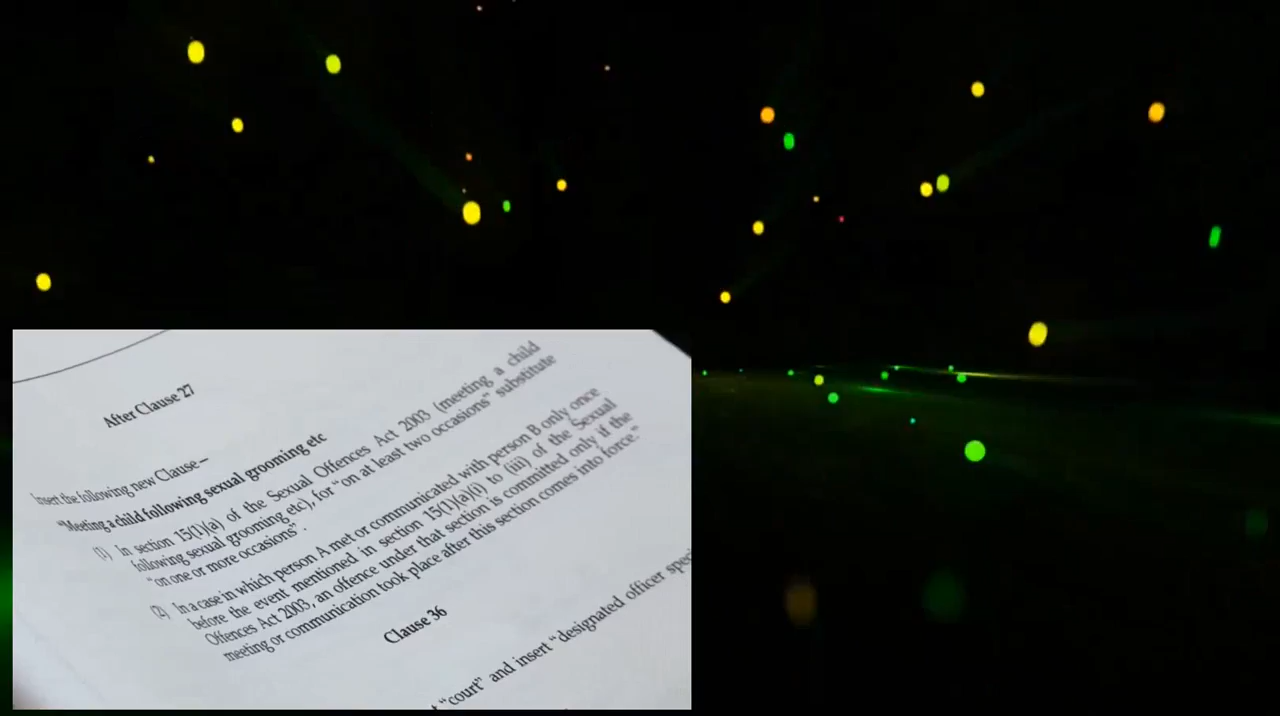 After Clause 27
Insert the following new Clause—
"Meeting a child following sexual grooming etc
(1) In section 15(1)(a) of the Sexual Offences Act 2003 (meeting a child
following sexual grooming etc), for "on at least two occasions" substitute
"on one or more occasions".
(2) In a case in which person A met or communicated with person B only once
before the event mentioned in section 15(1)(a)(i) to (iii) of the Sexual
Offences Act 2003, an offence under that section is committed only if the
meeting or communication took place after this section comes into force."
Clause 36
"court" and insert "designated officer